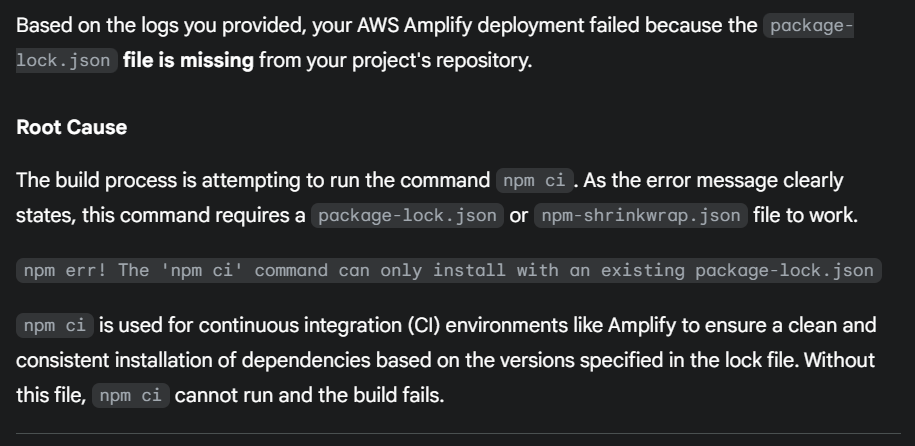 Based on the logs you provided, your AWS Amplify deployment failed because the package-
lock.json file is missing from your project's repository.
Root Cause
The build process is attempting to run the command npm ci. As the error message clearly
states, this command requires a package-lock.json or npm-shrinkwrap.json file to work.
npm err! The 'npm ci' command can only install with an existing package-lock.json
npm ci is used for continuous integration (CI) environments like Amplify to ensure a clean and
consistent installation of dependencies based on the versions specified in the lock file. Without
this file, npm ci cannot run and the build fails.